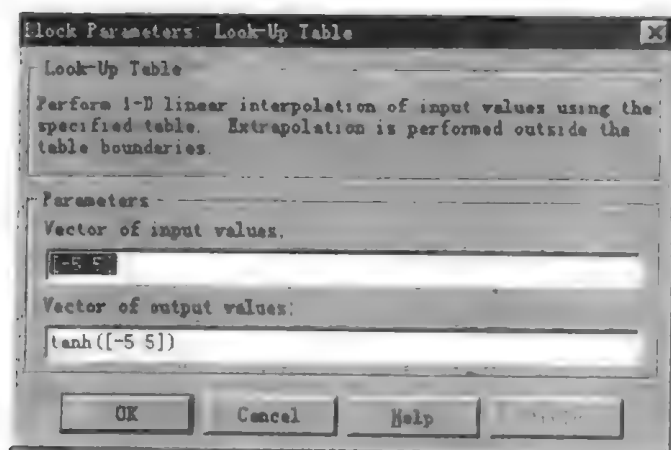 Block Parameters: Look-Up Table
Look-Up Table
Perform 1-D linear interpolation of input values using the
specified table. Extrapolation is performed outside the
table boundaries.
Parameters
Vector of input values:
[-5 5]
Vector of output values:
tanh([-5 5])
OK
Cancel
Help